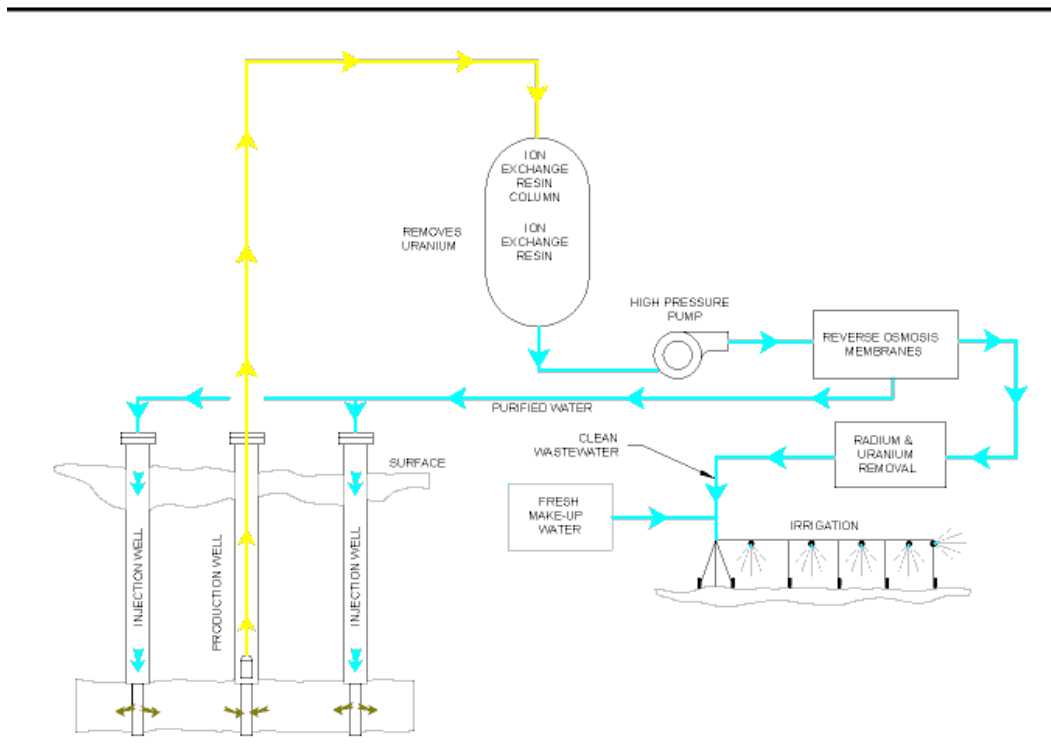 ION
EXCHANGE
RESIN
COLUMN
ION
EXCHANGE
RESIN
REMOVES
URANIUM
HIGH PRESSURE
PUMP
REVERSE OSMOSIS
MEMBRANES
PURIFIED WATER
CLEAN
WASTEWATER
RADIUM &
URANIUM
REMOVAL
SURFACE
FRESH
MAKE-UP
WATER
IRRIGATION
INJECTION WELL
PRODUCTION WELL
INJECTION WELL